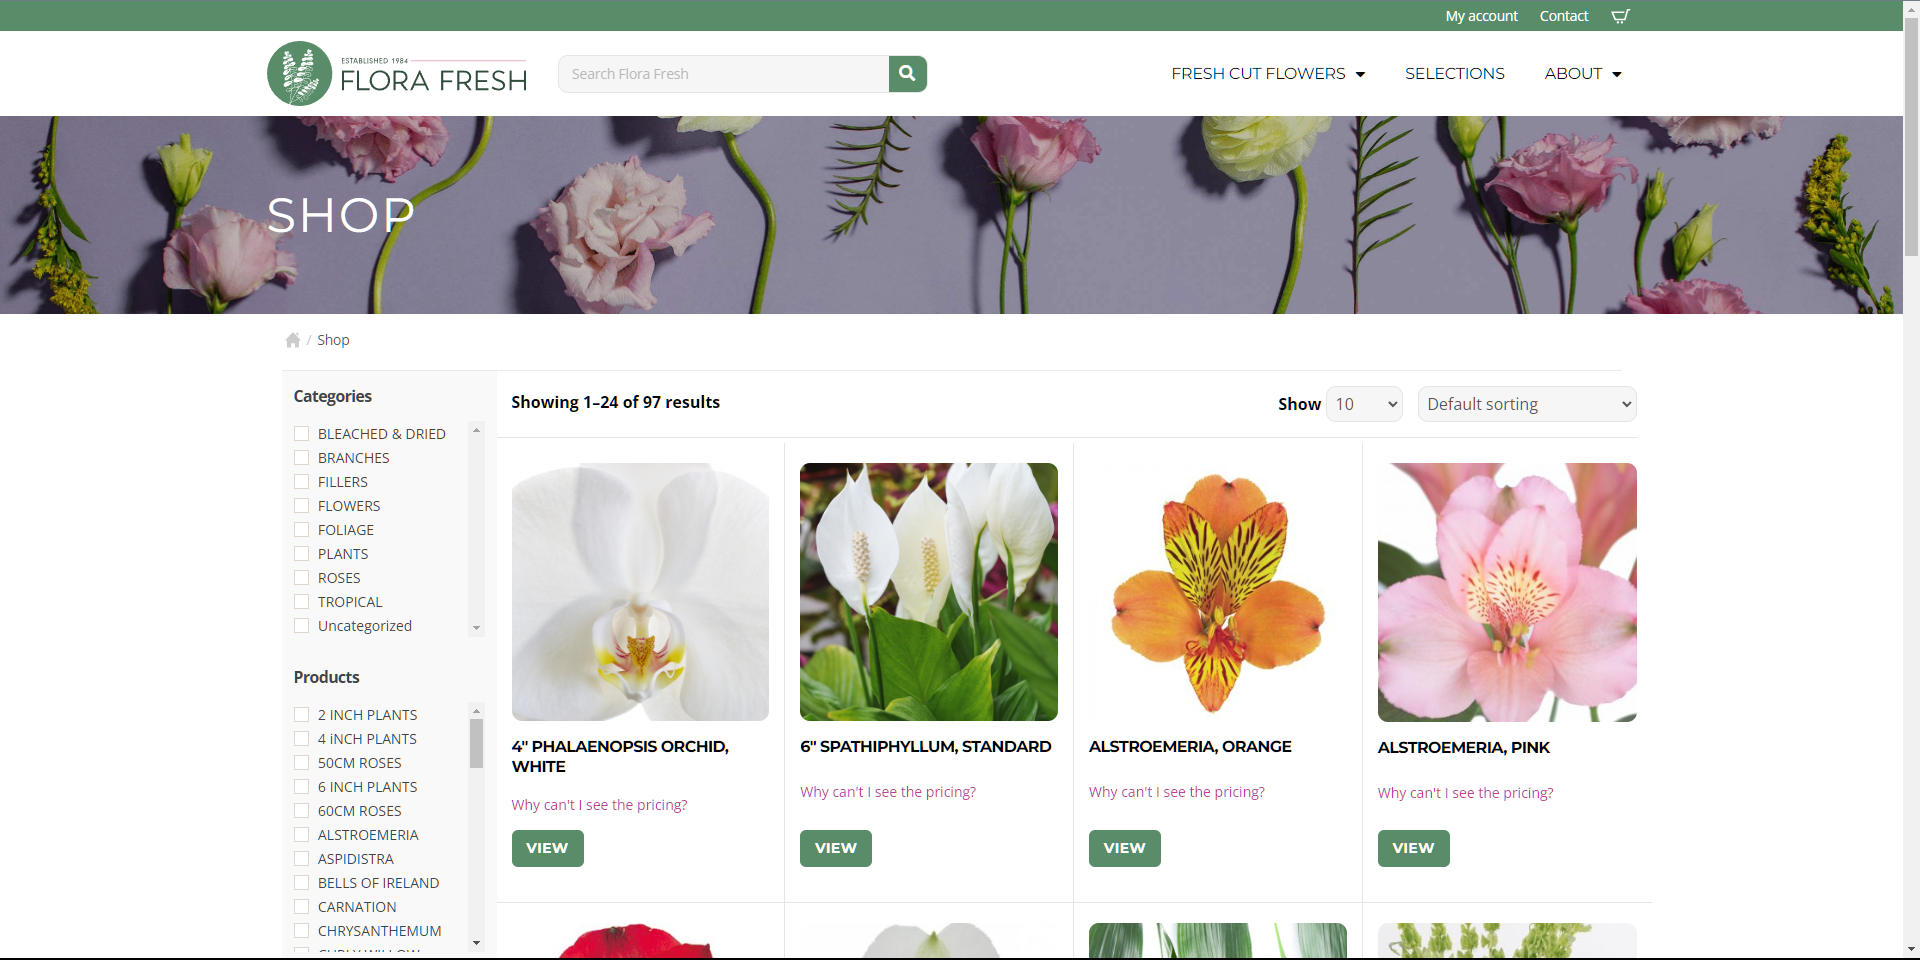 My account Contact
ESTABLISHED 1984
FLORA FRESH
Search Flora Fresh
FRESH CUT FLOWERS SELECTIONS ABOUT
SHOP
/ Shop
Categories
BLEACHED & DRIED
BRANCHES
FILLERS
FLOWERS
FOLIAGE
PLANTS
ROSES
TROPICAL
Uncategorized
Products
2 INCH PLANTS
4 iNCH PLANTS
50CM ROSES
6 INCH PLANTS
60CM ROSES
ALSTROEMERIA
ASPIDISTRA
BELLS OF IRELAND
CARNATION
CHRYSANTHEMUM
Showing 1–24 of 97 results
Show 10 Default sorting
4" PHALAENOPSIS ORCHID,
WHITE
Why can't I see the pricing?
VIEW
6" SPATHIPHYLLUM, STANDARD
Why can't I see the pricing?
VIEW
ALSTROEMERIA, ORANGE
Why can't I see the pricing?
VIEW
ALSTROEMERIA, PINK
Why can't I see the pricing?
VIEW